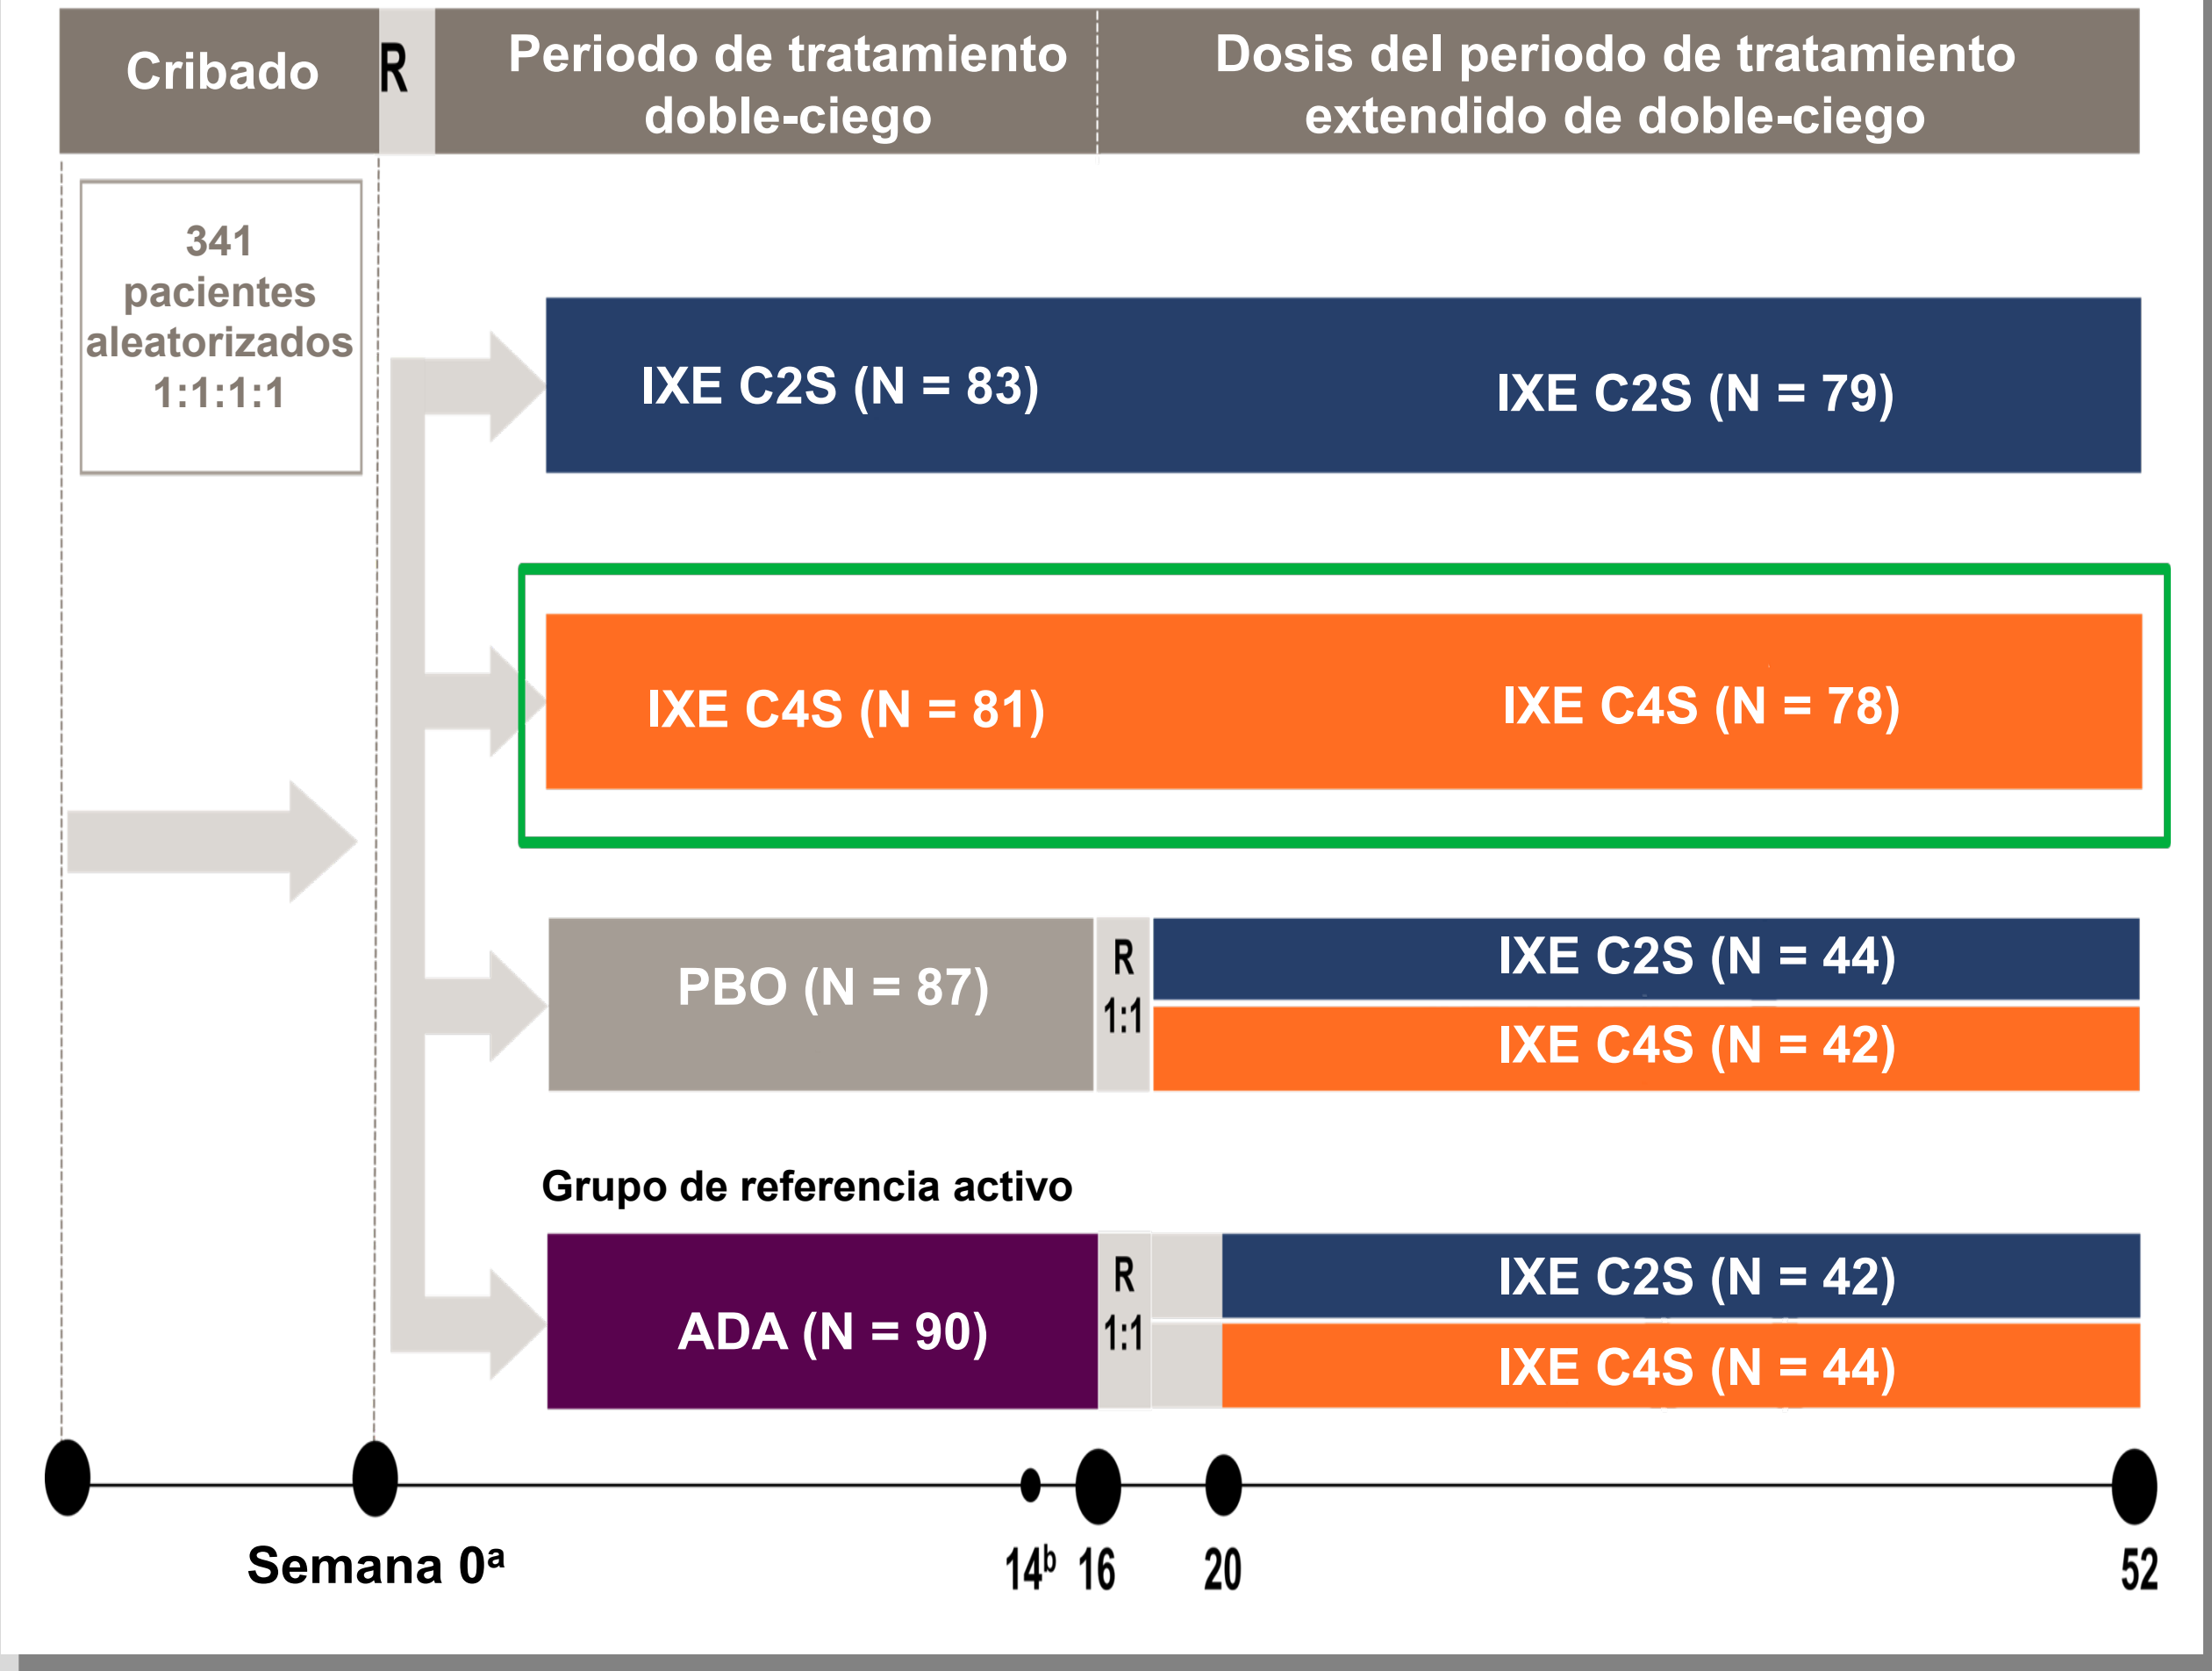 Cribado
R
Periodo de tratamiento
doble-ciego
Dosis del periodo de tratamiento
extendido de doble-ciego
341
pacientes
aleatorizados
1:1:1:1
IXE C2S (N = 83)
IXE C2S (N = 79)
IXE C4S (N = 81)
IXE C4S (N = 78)
PBO (N = 87)
R
1:1
IXE C2S (N = 44)
IXE C4S (N = 42)
Grupo de referencia activo
ADA (N = 90)
R
1:1
IXE C2S (N = 42)
IXE C4S (N = 44)
Semana 0ª
14ᵇ
16
20
52